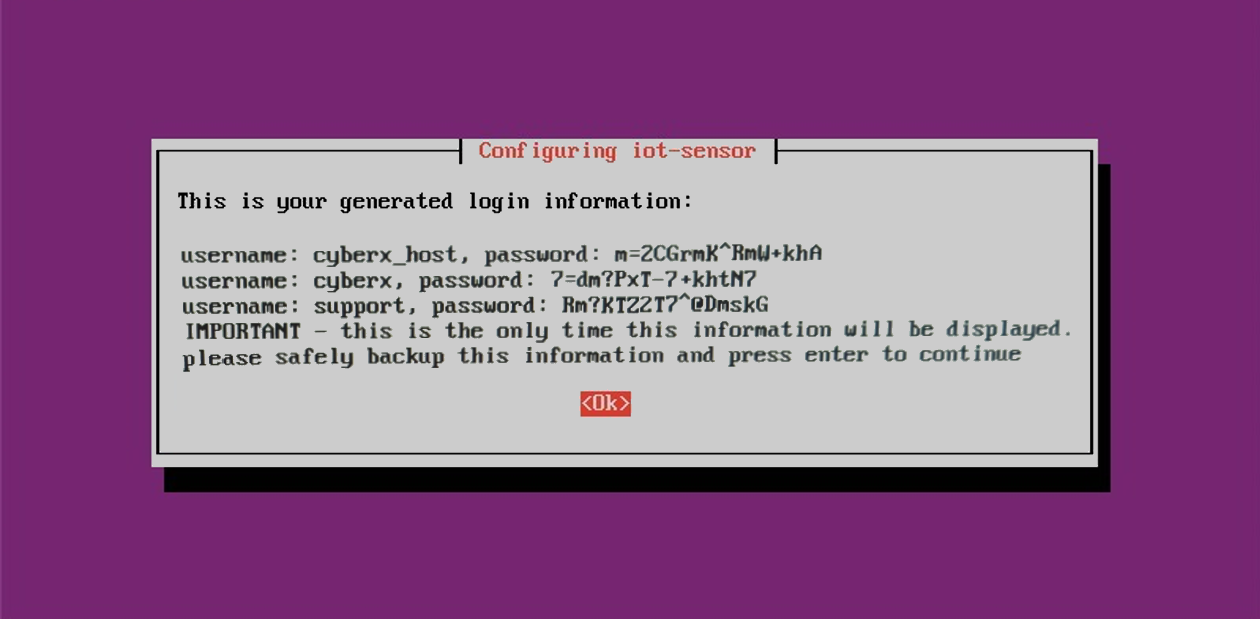 Configuring iot-sensor
This is your generated login information:
username: cyberx_host, password: m=2CGrmK^RmW+khA
username: cyberx, password: 7=dm?PxT-7+khtN7
username: support, password: Rm?KT22T7^@DmskG
IMPORTANT - this is the only time this information will be displayed.
please safely backup this information and press enter to continue
<Ok>